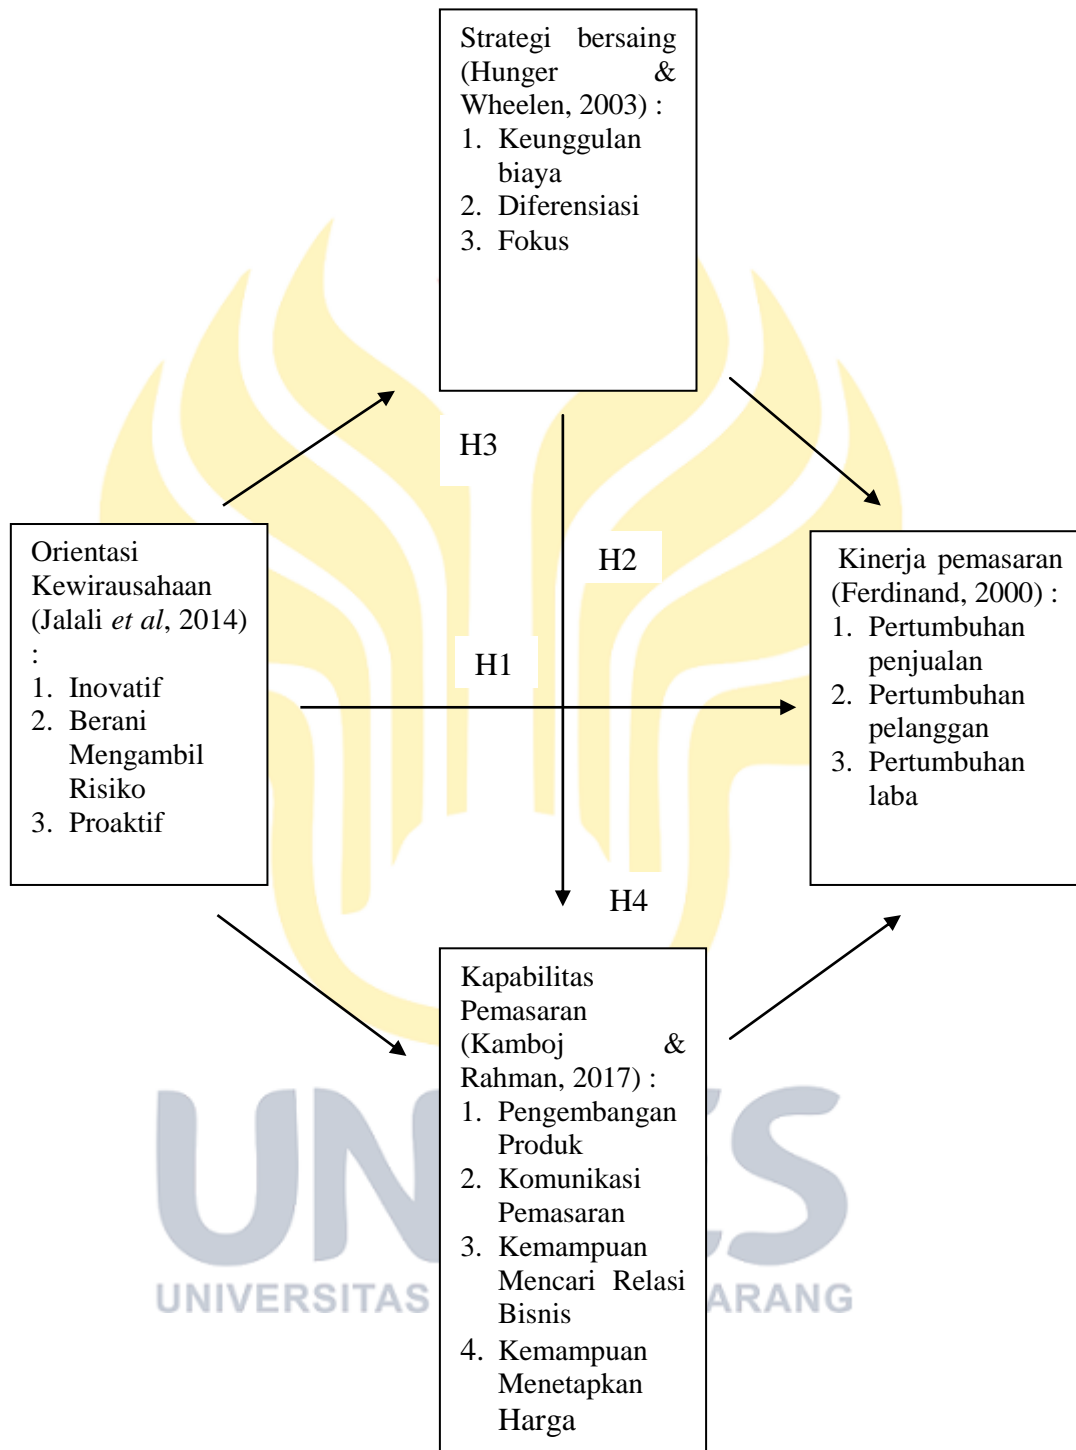 Strategi bersaing
(Hunger &
Wheelen, 2003) :
1. Keunggulan
biaya
2. Diferensiasi
3. Fokus
H3
H2
H1
Orientasi
Kewirausahaan
(Jalali et al, 2014)
:
1. Inovatif
2. Berani
Mengambil
Risiko
3. Proaktif
Kinerja pemasaran
(Ferdinand, 2000) :
1. Pertumbuhan
penjualan
2. Pertumbuhan
pelanggan
3. Pertumbuhan
laba
H4
Kapabilitas
Pemasaran
(Kamboj &
Rahman, 2017) :
1. Pengembangan
Produk
2. Komunikasi
Pemasaran
3. Kemampuan
Mencari Relasi
Bisnis
4. Kemampuan
Menetapkan
Harga
UN ES
UNIVERSITAS ARANG